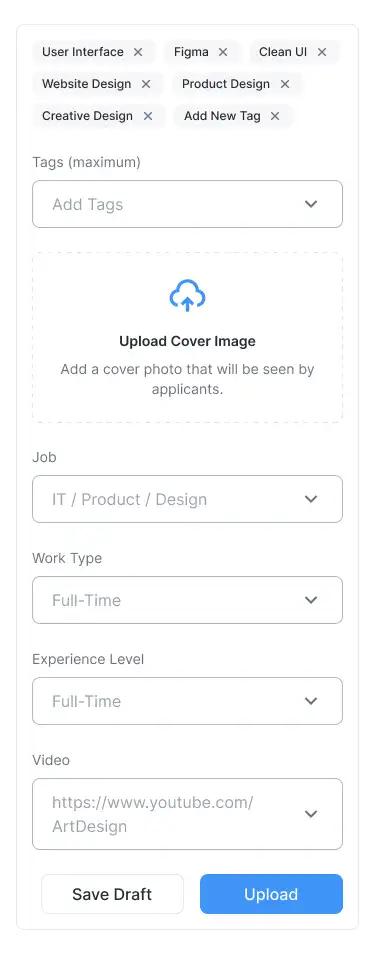 User Interface Figma Clean UI
Website Design Product Design
Creative Design Add New Tag
Tags (maximum)
Add Tags
Upload Cover Image
Add a cover photo that will be seen by
applicants.
Job
IT / Product / Design
Work Type
Full-Time
Experience Level
Full-Time
Video
https://www.youtube.com/
ArtDesign
Save Draft Upload